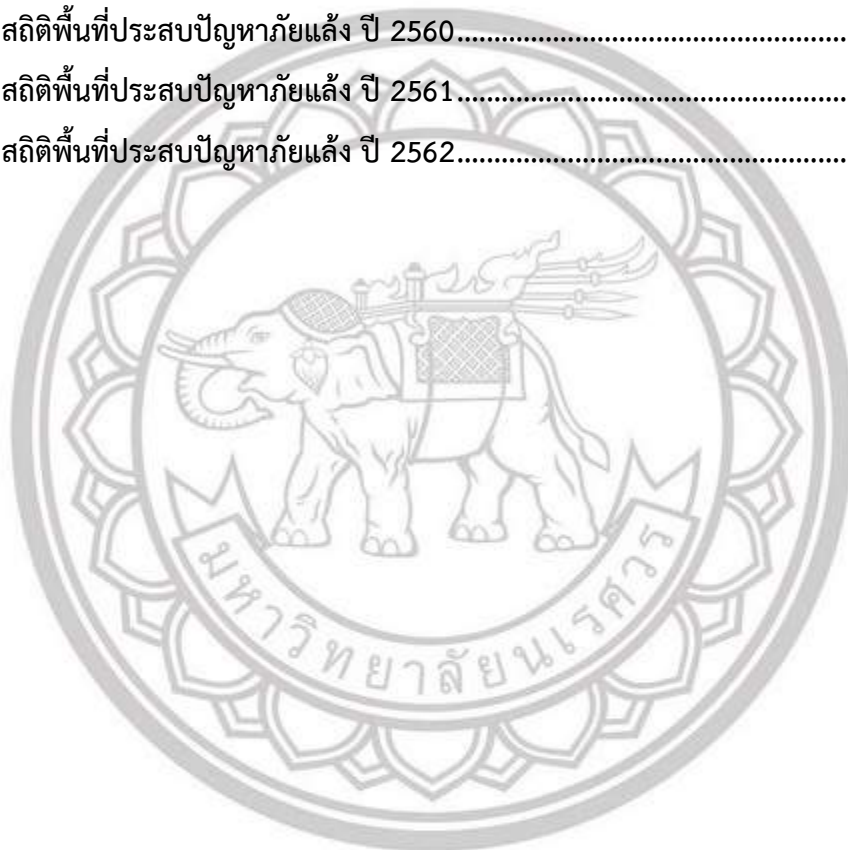 สถิติพื้นที่ประสบปัญหาภัยแล้ง ปี 2560.....................................................
สถิติพื้นที่ประสบปัญหาภัยแล้ง ปี 2561.....................................................
สถิติพื้นที่ประสบปัญหาภัยแล้ง ปี 2562.....................................................
มหาวิทยาลัยนเรศวร